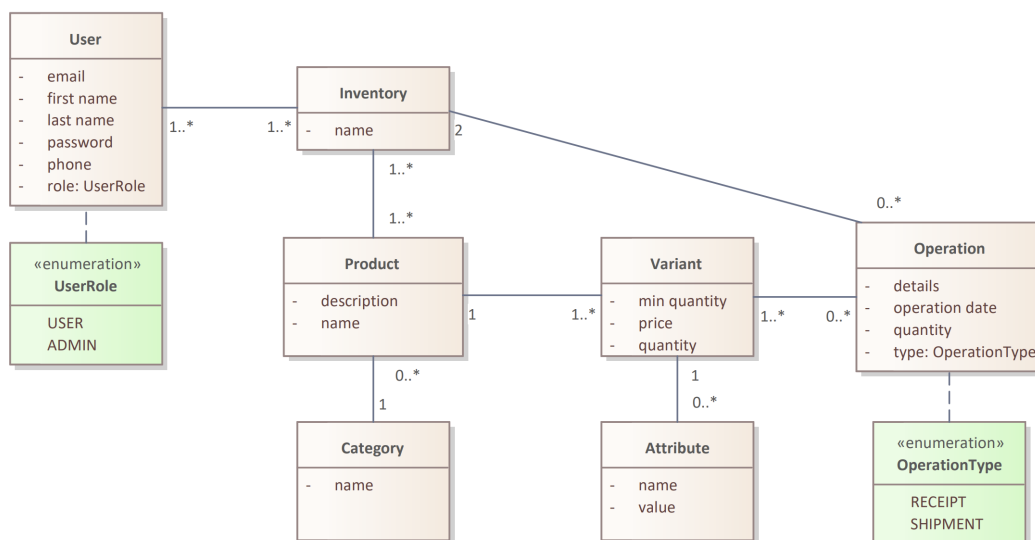 User
- email
- first name
- last name
- password
- phone
- role: UserRole
1..*
1..*
Inventory
- name
2
1..*
1..*
0..*
«enumeration»
UserRole
USER
ADMIN
Product
- description
- name
1
1..*
Variant
- min quantity
- price
- quantity
1..*
0..*
Operation
- details
- operation date
- quantity
- type: OperationType
0..*
1
1
0..*
Category
- name
Attribute
- name
- value
«enumeration»
OperationType
RECEIPT
SHIPMENT